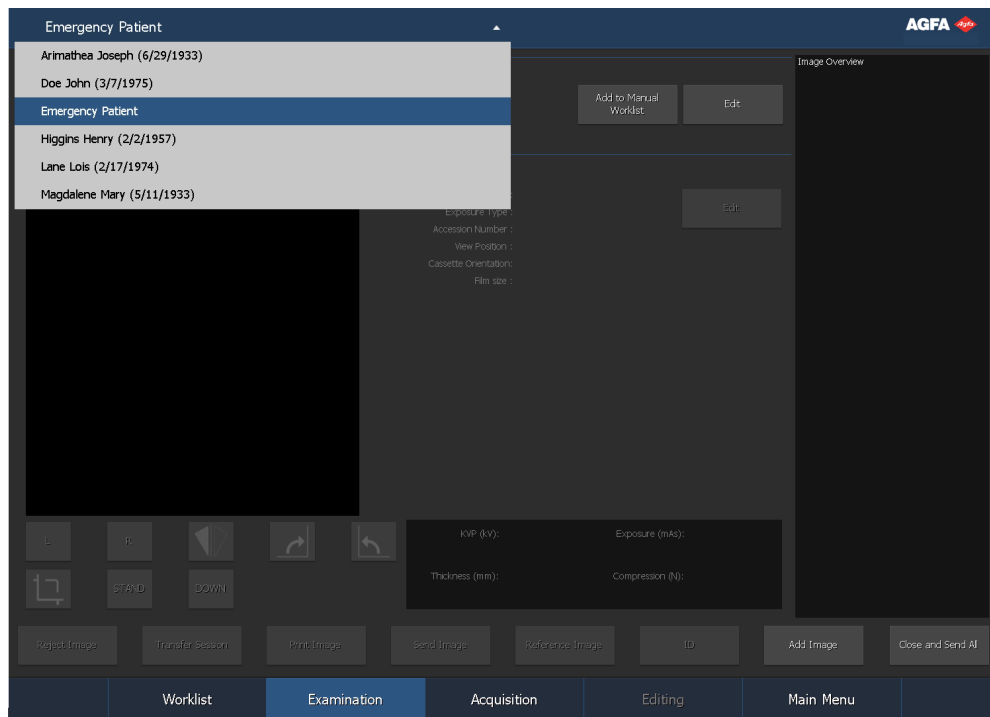 Emergency Patient
AGFA
Agfa
Arimathea Joseph (6/29/1933)
Doe John (3/7/1975)
Emergency Patient
Higgins Henry (2/2/1957)
Lane Lois (2/17/1974)
Magdalene Mary (5/11/1933)
Image Overview
Add to Manual
Worklist
Edit
:
Exposure Type :
Accession Number :
View Position :
Cassette Orientation:
Film size :
Edit
L
R
STAND
DOWN
KVP (kV):
Exposure (mAs):
Thickness (mm):
Compression (N):
Reject Image
Transfer Session
Print Image
Send Image
Reference Image
ID
Add Image
Close and Send Al
Worklist
Examination
Acquisition
Editing
Main Menu